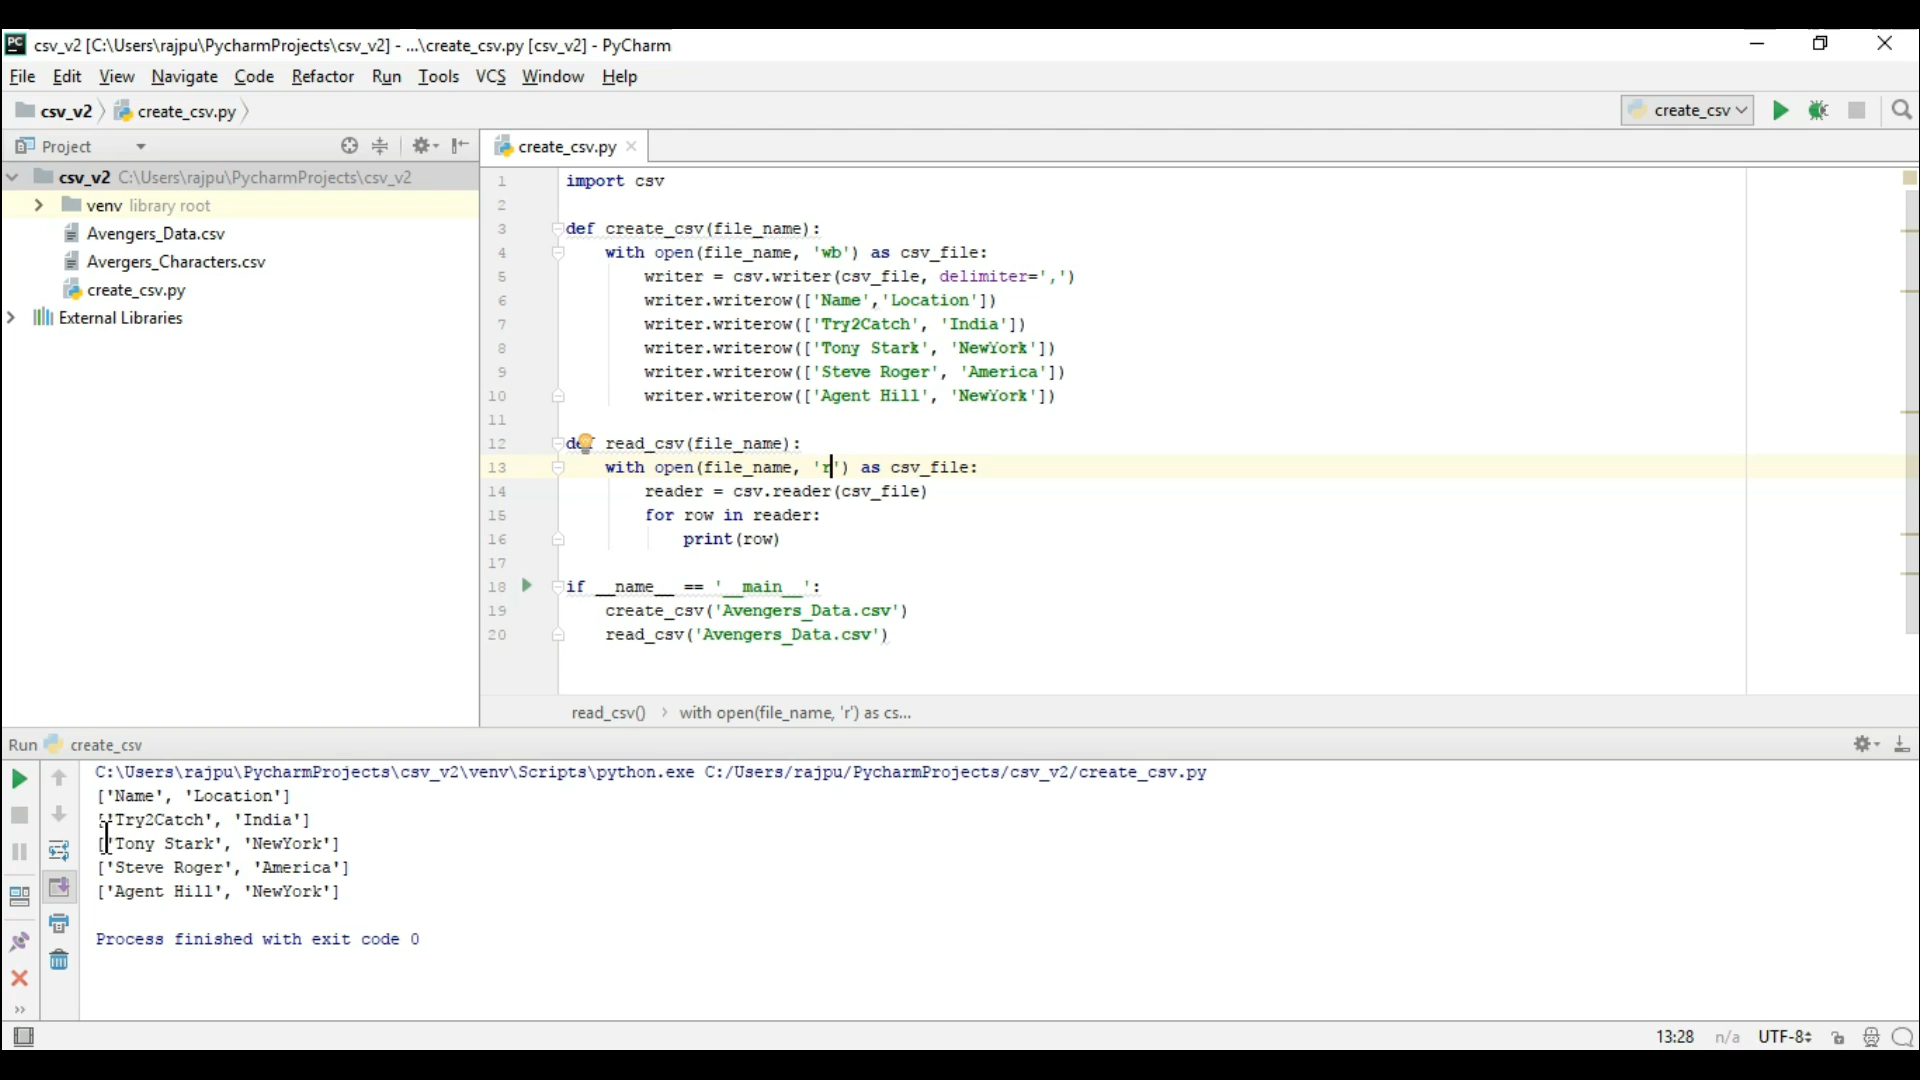 csv_v2 [C:\Users\rajpu\PycharmProjects\csv_v2] - ...\create_csv.py [csv_v2] - PyCharm
File Edit View Navigate Code Refactor Run Tools VCS Window Help
csv_v2 create_csv.py create_csv
Project create_csv.py
csv_v2 C:\Users\rajpu\PycharmProjects\csv_v2
venv library root
Avengers_Data.csv
Avergers_Characters.csv
create_csv.py
External Libraries
1 import csv
2
3 def create_csv(file_name):
4 with open(file_name, 'wb') as csv_file:
5 writer = csv.writer(csv_file, delimiter=',')
6 writer.writerow(['Name','Location'])
7 writer.writerow(['Try2Catch', 'India'])
8 writer.writerow(['Tony Stark', 'NewYork'])
9 writer.writerow(['Steve Roger', 'America'])
10 writer.writerow(['Agent Hill', 'NewYork'])
11
12 def read_csv(file_name):
13 with open(file_name, 'r') as csv_file:
14 reader = csv.reader(csv_file)
15 for row in reader:
16 print(row)
17
18 if __name__ == '__main__':
19 create_csv('Avengers_Data.csv')
20 read_csv('Avengers_Data.csv')
read_csv() with open(file_name, 'r') as cs...
Run create_csv
C:\Users\rajpu\PycharmProjects\csv_v2\venv\Scripts\python.exe C:/Users/rajpu/PycharmProjects/csv_v2/create_csv.py
['Name', 'Location']
['Try2Catch', 'India']
['Tony Stark', 'NewYork']
['Steve Roger', 'America']
['Agent Hill', 'NewYork']
Process finished with exit code 0
13:28 n/a UTF-8